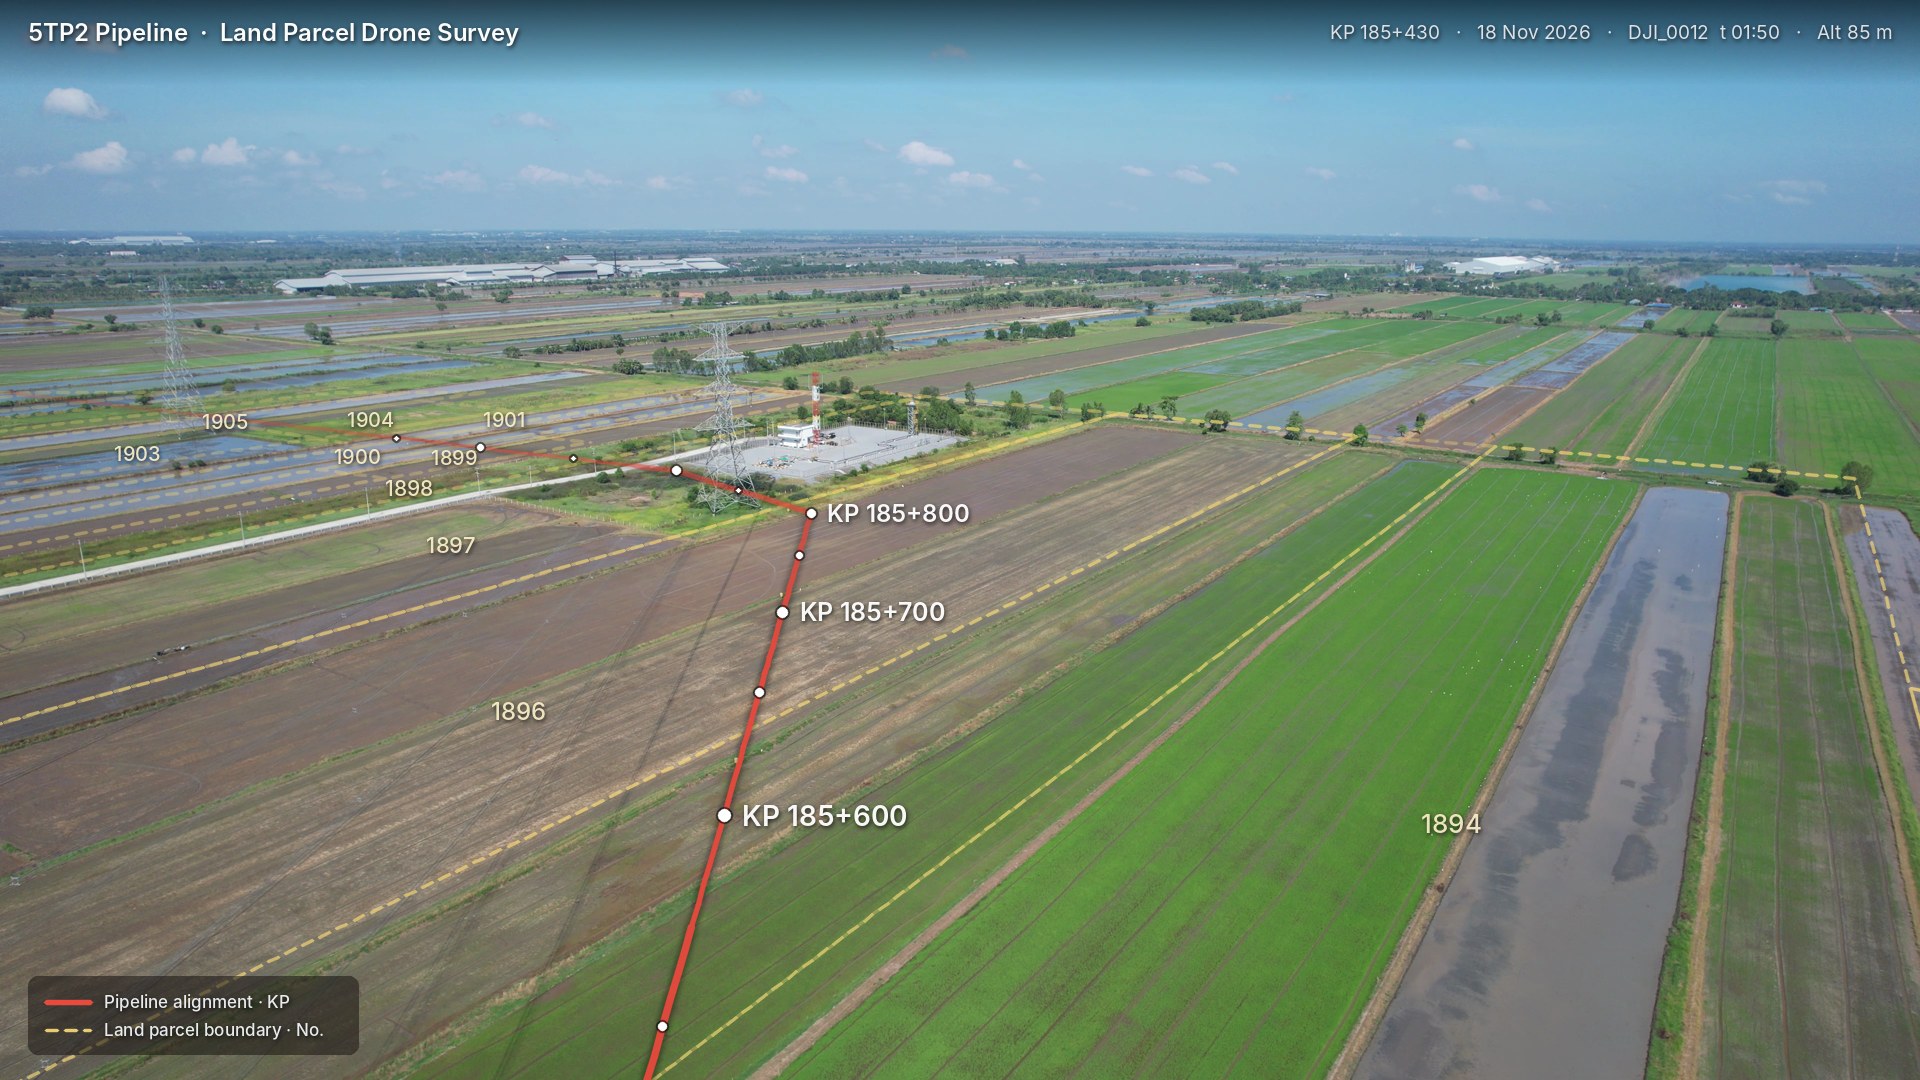 5TP2 Pipeline · Land Parcel Drone Survey
KP 185+430 · 18 Nov 2026 · DJI_0012 t 01:50 · Alt 85 m
1905
1904
1901
1903
1900
1899
1898
KP 185+800
1897
KP 185+700
1896
KP 185+600
1894
Pipeline alignment · KP
Land parcel boundary · No.